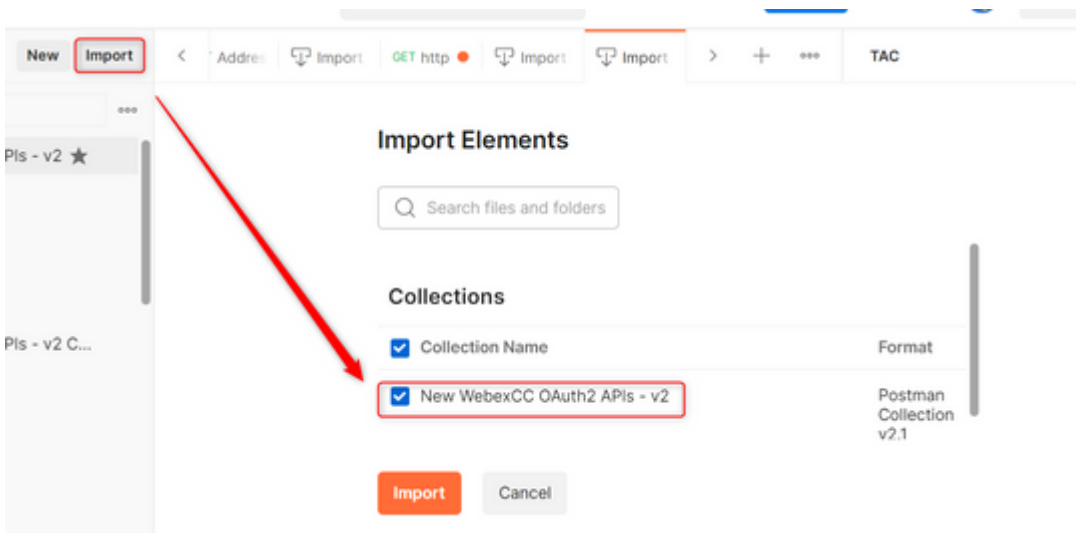 New Import
Addres Import GET http Import Import TAC
PIs - v2
Import Elements
Search files and folders
Collections
PIs - v2 C...
Collection Name Format
New WebexCC OAuth2 APIs - v2 Postman
Collection
v2.1
Import Cancel